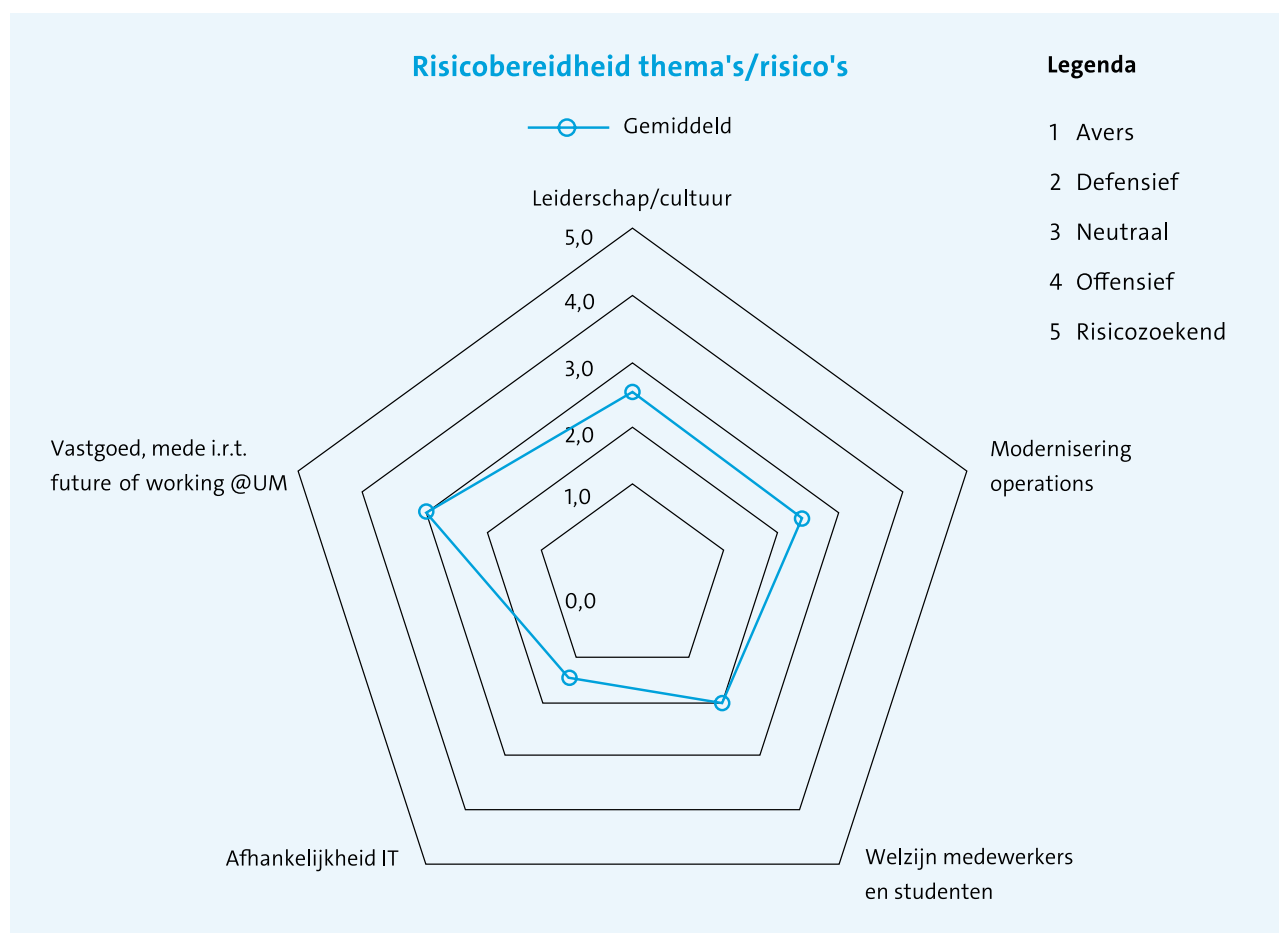 Risicobereidheid thema's/risico's
Gemiddeld
Legenda
1 Avers
2 Defensief
3 Neutraal
4 Offensief
5 Risicozoekend
Leiderschap/cultuur
5,0
4,0
3,0
2,0
1,0
0,0
Modernisering
operations
Welzijn medewerkers
en studenten
Afhankelijkheid IT
Vastgoed, mede i.r.t.
future of working @UM